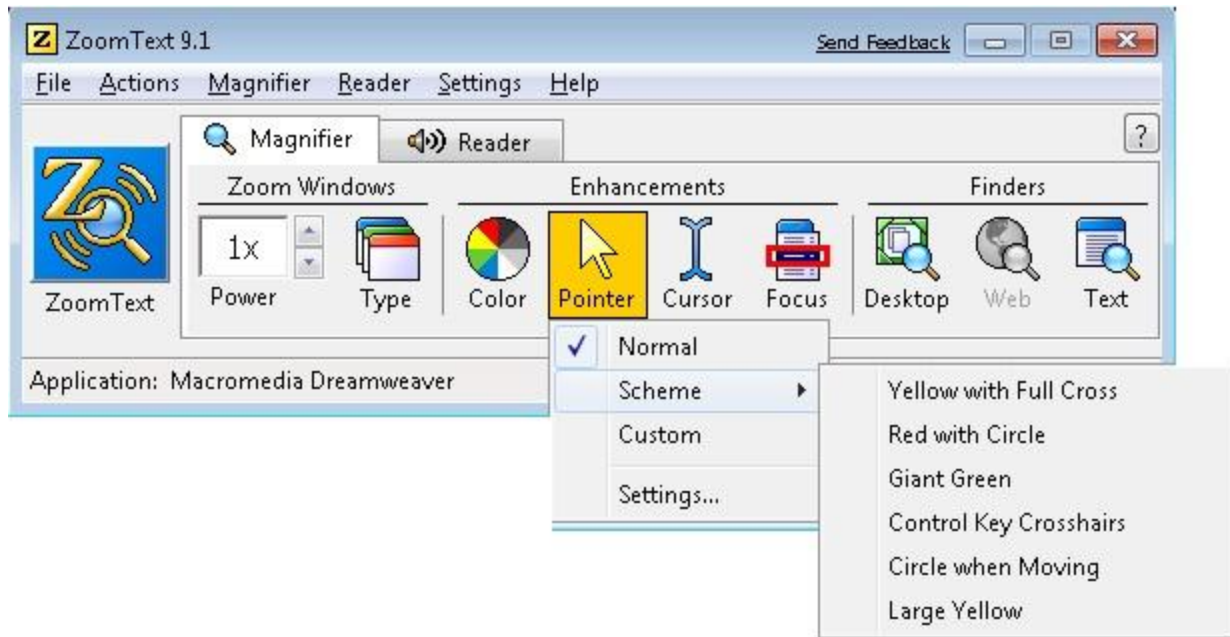 Z ZoomText 9.1 Send Feedback
File Actions Magnifier Reader Settings Help
Magnifier Reader ?
Zoom Windows Enhancements Finders
1x
ZoomText Power Type Color Pointer Cursor Focus Desktop Web Text
Application: Macromedia Dreamweaver
Normal
Scheme
Custom
Settings...
Yellow with Full Cross
Red with Circle
Giant Green
Control Key Crosshairs
Circle when Moving
Large Yellow